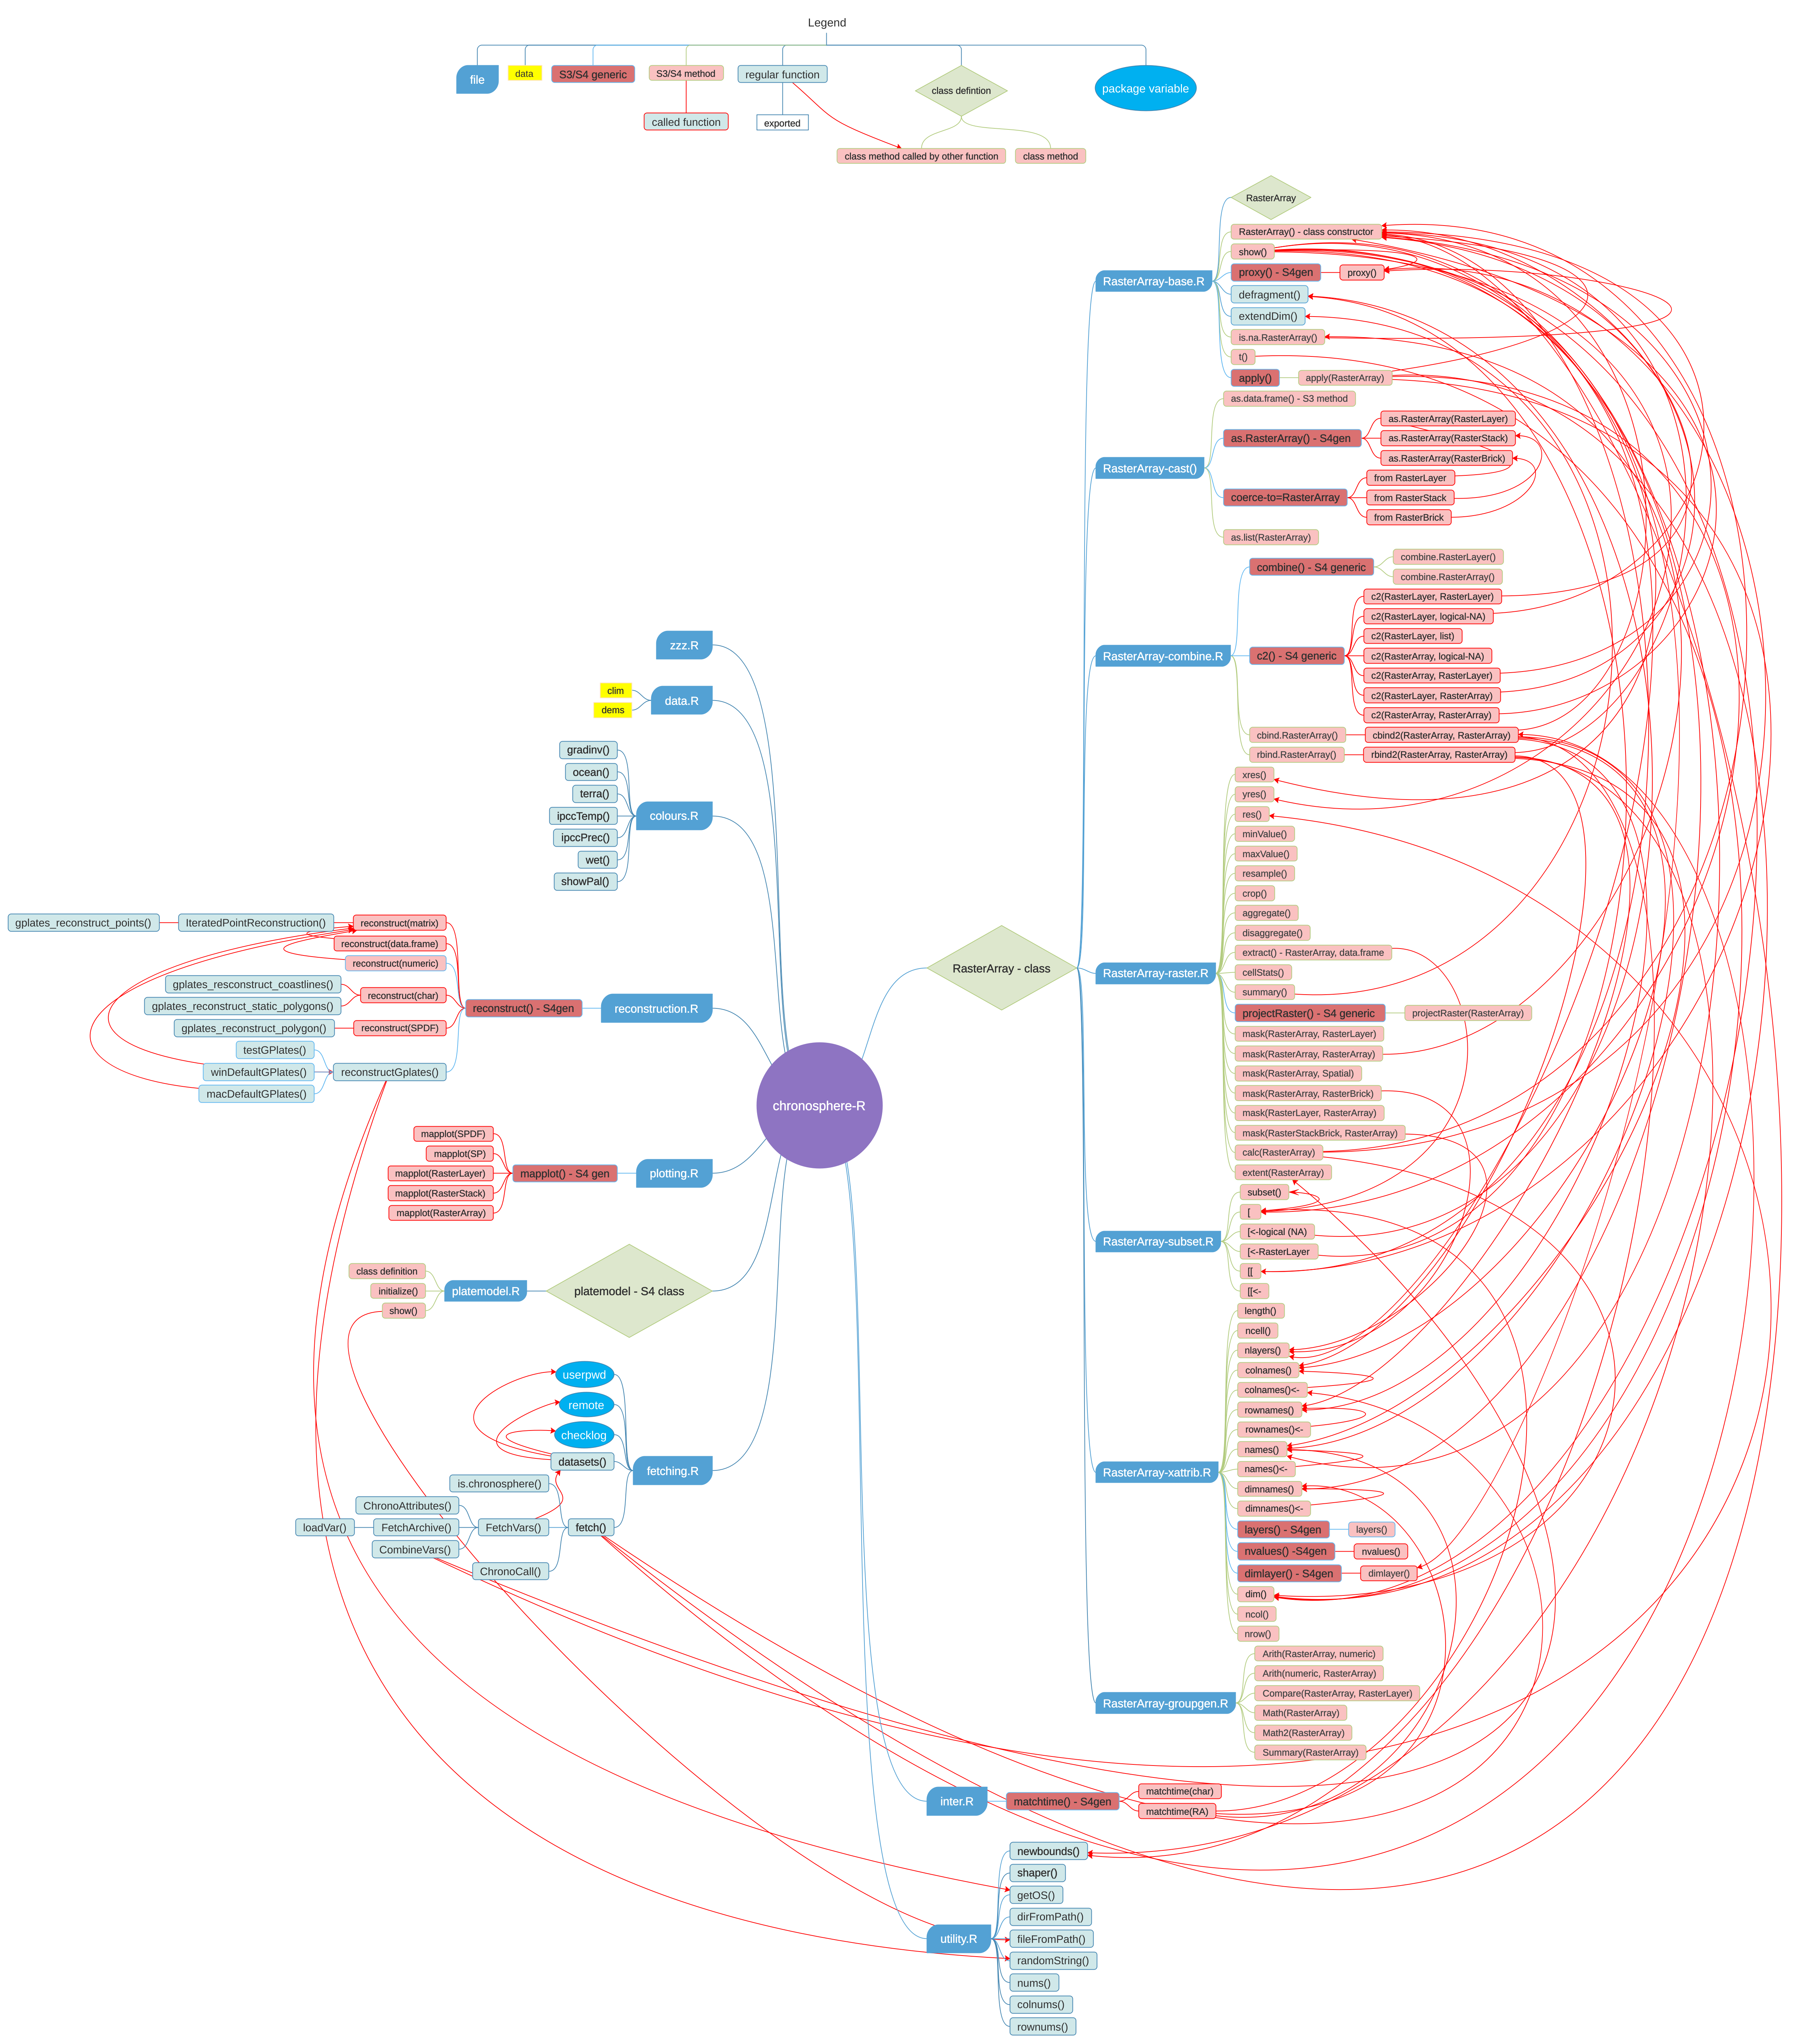 Legend
file
data
S3/S4 generic
S3/S4 method
regular function
class defintion
package variable
called function
exported
class method called by other function
class method
RasterArray
RasterArray() - class constructor
show()
RasterArray-base.R
proxy() - S4gen
proxy()
defragment()
extendDim()
is.na.RasterArray()
t()
apply()
apply(RasterArray)
as.data.frame() - S3 method
RasterArray-cast()
as.RasterArray() - S4gen
as.RasterArray(RasterLayer)
as.RasterArray(RasterStack)
as.RasterArray(RasterBrick)
coerce-to=RasterArray
from RasterLayer
from RasterStack
from RasterBrick
as.list(RasterArray)
RasterArray-combine.R
combine() - S4 generic
combine.RasterLayer()
combine.RasterArray()
c2() - S4 generic
c2(RasterLayer, RasterLayer)
c2(RasterLayer, logical-NA)
c2(RasterLayer, list)
c2(RasterArray, logical-NA)
c2(RasterArray, RasterLayer)
c2(RasterLayer, RasterArray)
c2(RasterArray, RasterArray)
cbind.RasterArray()
cbind2(RasterArray, RasterArray)
rbind.RasterArray()
rbind2(RasterArray, RasterArray)
RasterArray - class
RasterArray-raster.R
xres()
yres()
res()
minValue()
maxValue()
resample()
crop()
aggregate()
disaggregate()
extract() - RasterArray, data.frame
cellStats()
summary()
projectRaster() - S4 generic
projectRaster(RasterArray)
mask(RasterArray, RasterLayer)
mask(RasterArray, RasterArray)
mask(RasterArray, Spatial)
mask(RasterArray, RasterBrick)
mask(RasterLayer, RasterArray)
mask(RasterStackBrick, RasterArray)
calc(RasterArray)
extent(RasterArray)
RasterArray-subset.R
subset()
[
[<-logical (NA)
[<-RasterLayer
[[
[[<-
RasterArray-xattrib.R
length()
ncell()
nlayers()
colnames()
colnames()<-
rownames()
rownames()<-
names()
names()<-
dimnames()
dimnames()<-
layers() - S4gen
layers()
nvalues() -S4gen
nvalues()
dimlayer() - S4gen
dimlayer()
dim()
ncol()
nrow()
RasterArray-groupgen.R
Arith(RasterArray, numeric)
Arith(numeric, RasterArray)
Compare(RasterArray, RasterLayer)
Math(RasterArray)
Math2(RasterArray)
Summary(RasterArray)
chronosphere-R
zzz.R
data.R
clim
dems
colours.R
gradinv()
ocean()
terra()
ipccTemp()
ipccPrec()
wet()
showPal()
reconstruction.R
reconstruct() - S4gen
reconstruct(matrix)
IteratedPointReconstruction()
gplates_reconstruct_points()
reconstruct(data.frame)
reconstruct(numeric)
reconstruct(char)
gplates_resconstruct_coastlines()
gplates_reconstruct_static_polygons()
reconstruct(SPDF)
gplates_reconstruct_polygon()
reconstructGplates()
testGPlates()
winDefaultGPlates()
macDefaultGPlates()
plotting.R
mapplot() - S4 gen
mapplot(SPDF)
mapplot(SP)
mapplot(RasterLayer)
mapplot(RasterStack)
mapplot(RasterArray)
platemodel - S4 class
platemodel.R
class definition
initialize()
show()
fetching.R
userpwd
remote
checklog
datasets()
fetch()
is.chronosphere()
FetchVars()
ChronoAttributes()
FetchArchive()
loadVar()
CombineVars()
ChronoCall()
inter.R
matchtime() - S4gen
matchtime(char)
matchtime(RA)
utility.R
newbounds()
shaper()
getOS()
dirFromPath()
fileFromPath()
randomString()
nums()
colnums()
rownums()